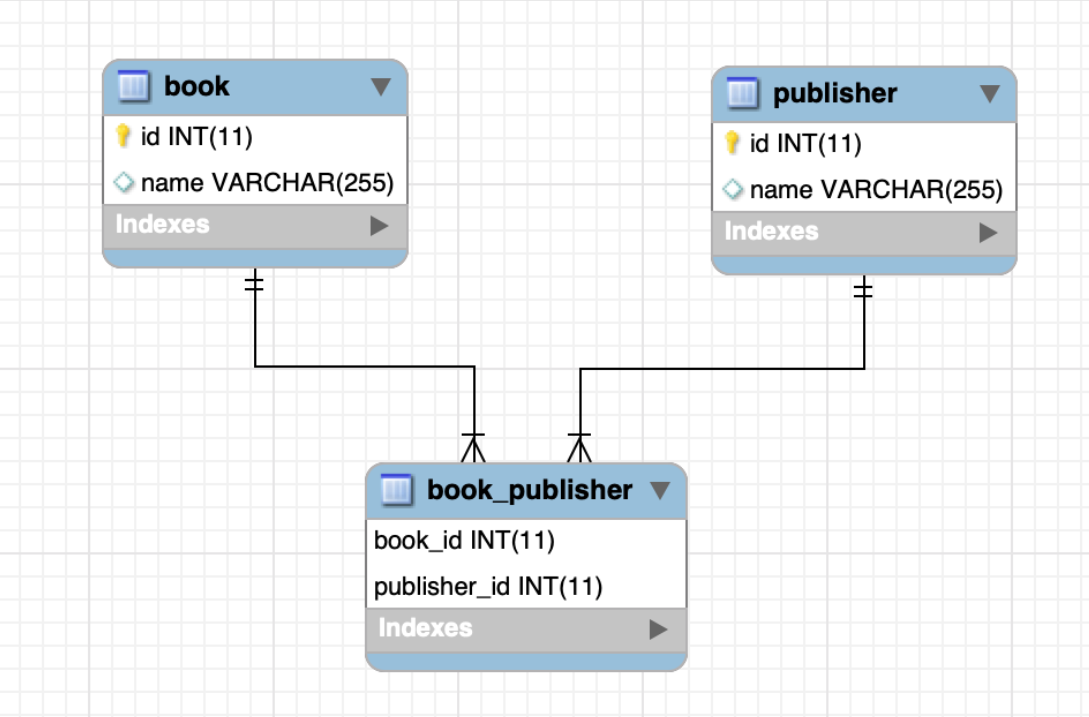 book
id INT(11)
name VARCHAR(255)
Indexes
publisher
id INT(11)
name VARCHAR(255)
Indexes
book_publisher
book_id INT(11)
publisher_id INT(11)
Indexes